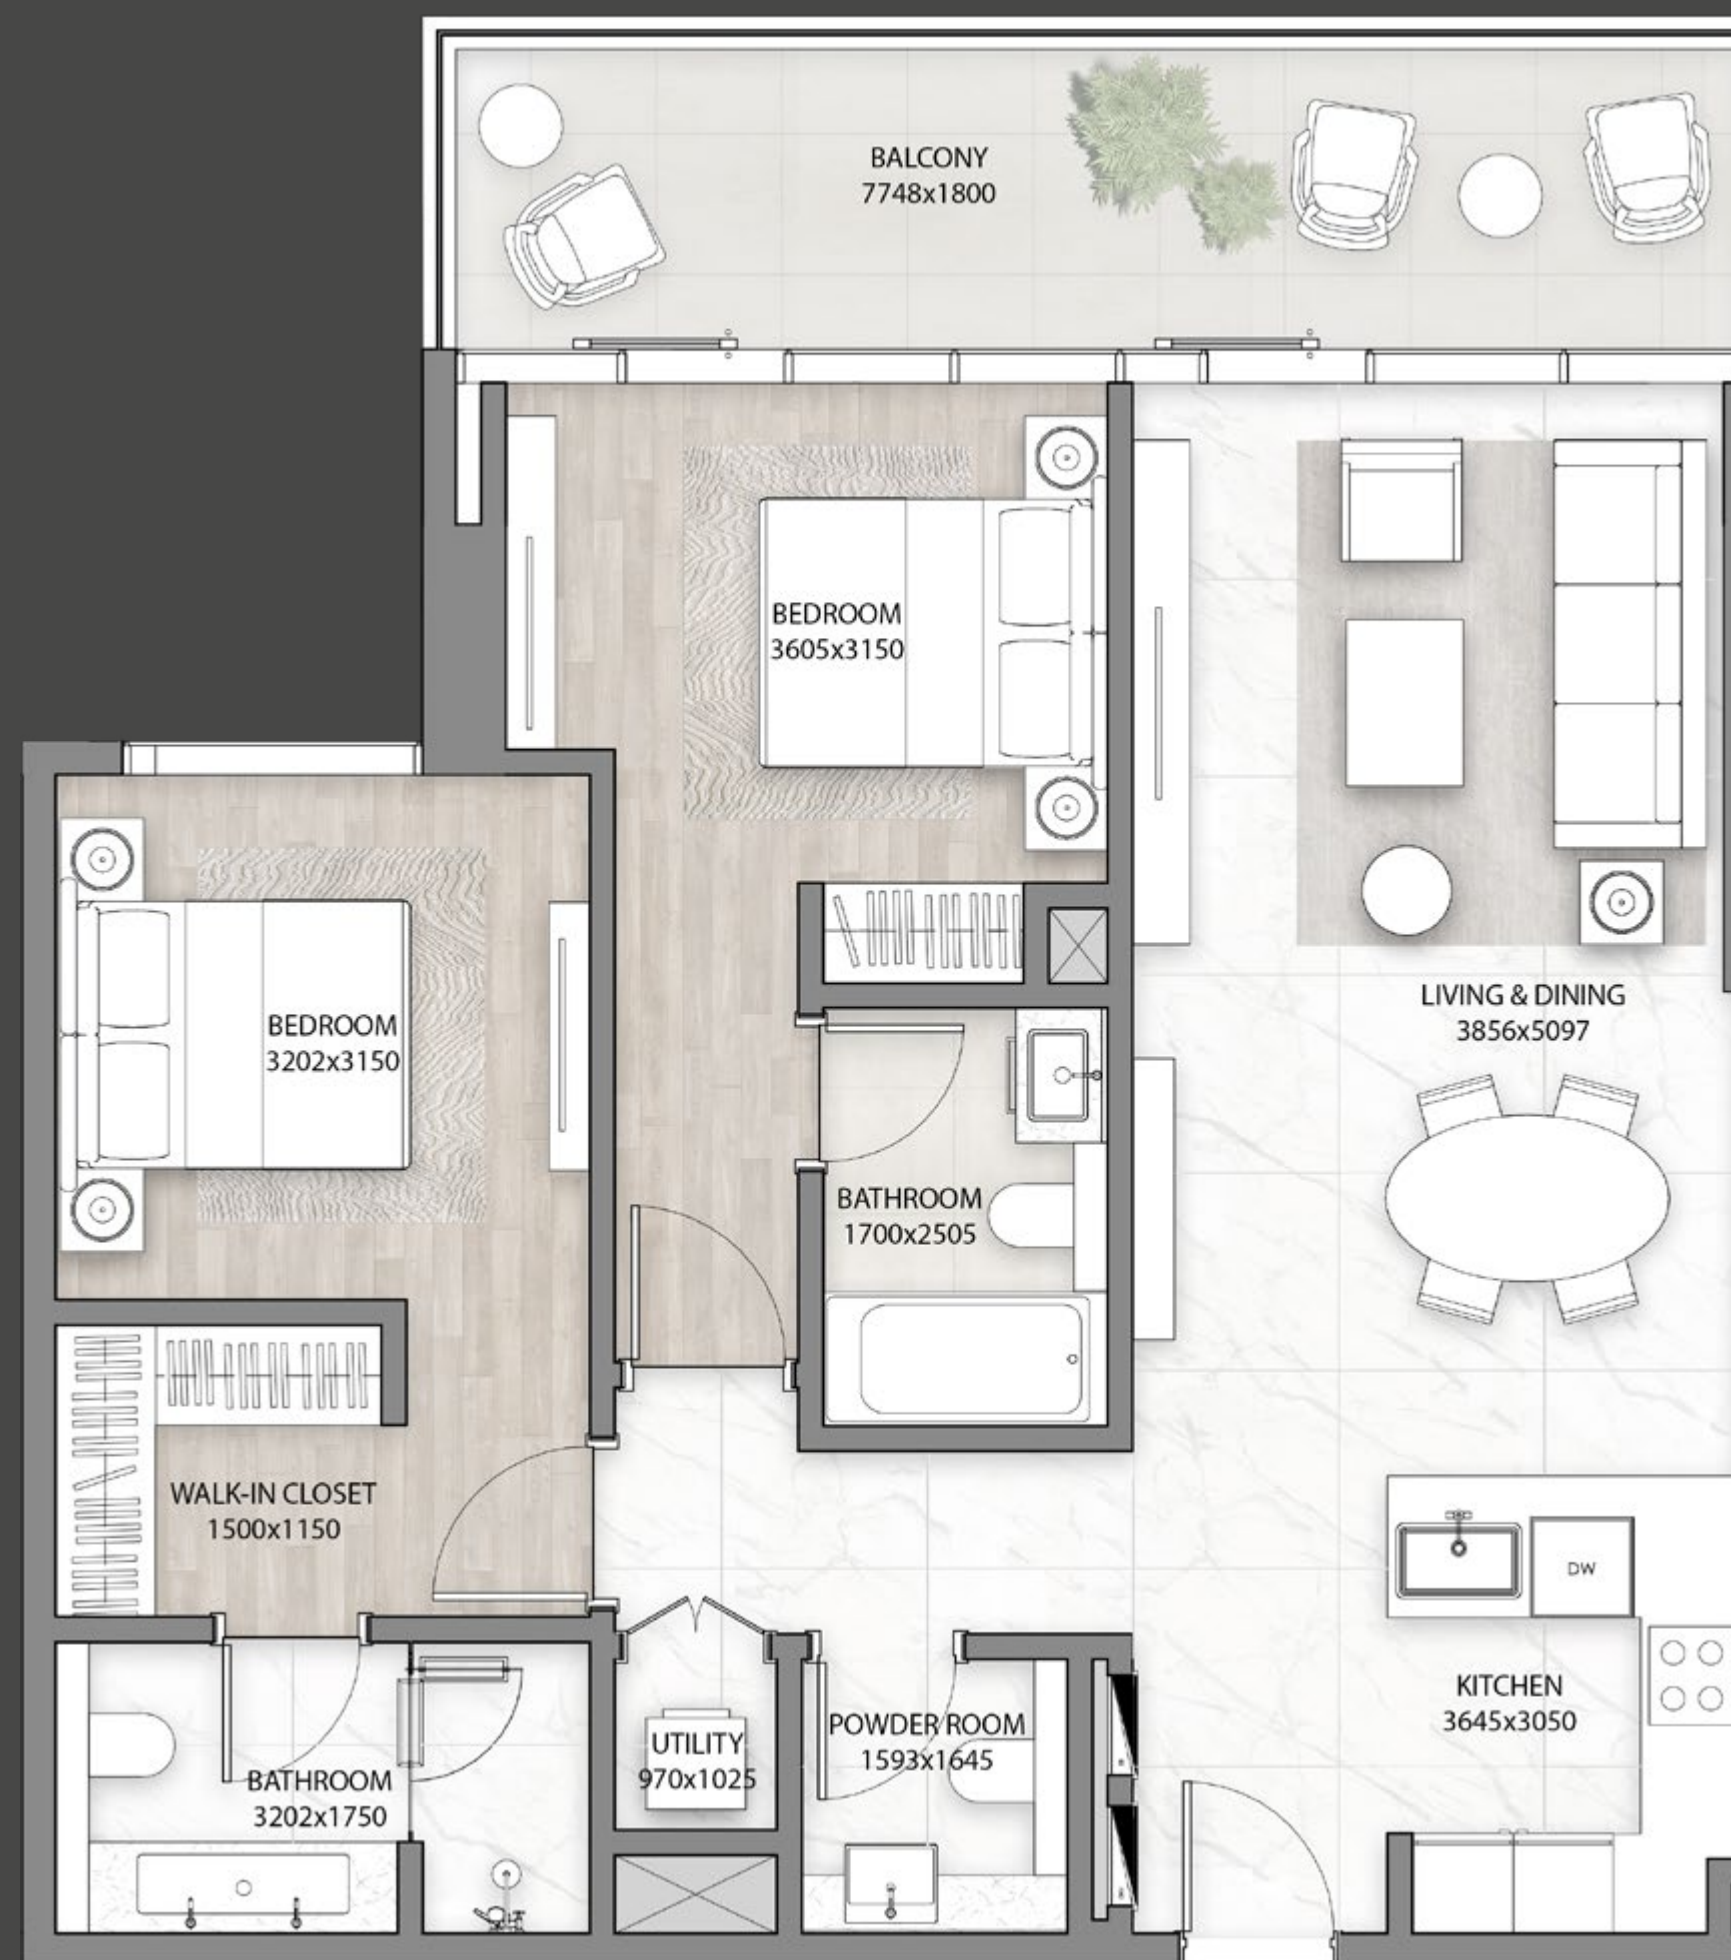 BALCONY
7748x1800
BEDROOM
3605x3150
LIVING & DINING
3856x5097
BEDROOM
3202x3150
BATHROOM
1700x2505
WALK-IN CLOSET
1500x1150
DW
KITCHEN
3645x3050
UTILITY
970x1025
POWDER ROOM
1593x1645
BATHROOM
3202x1750